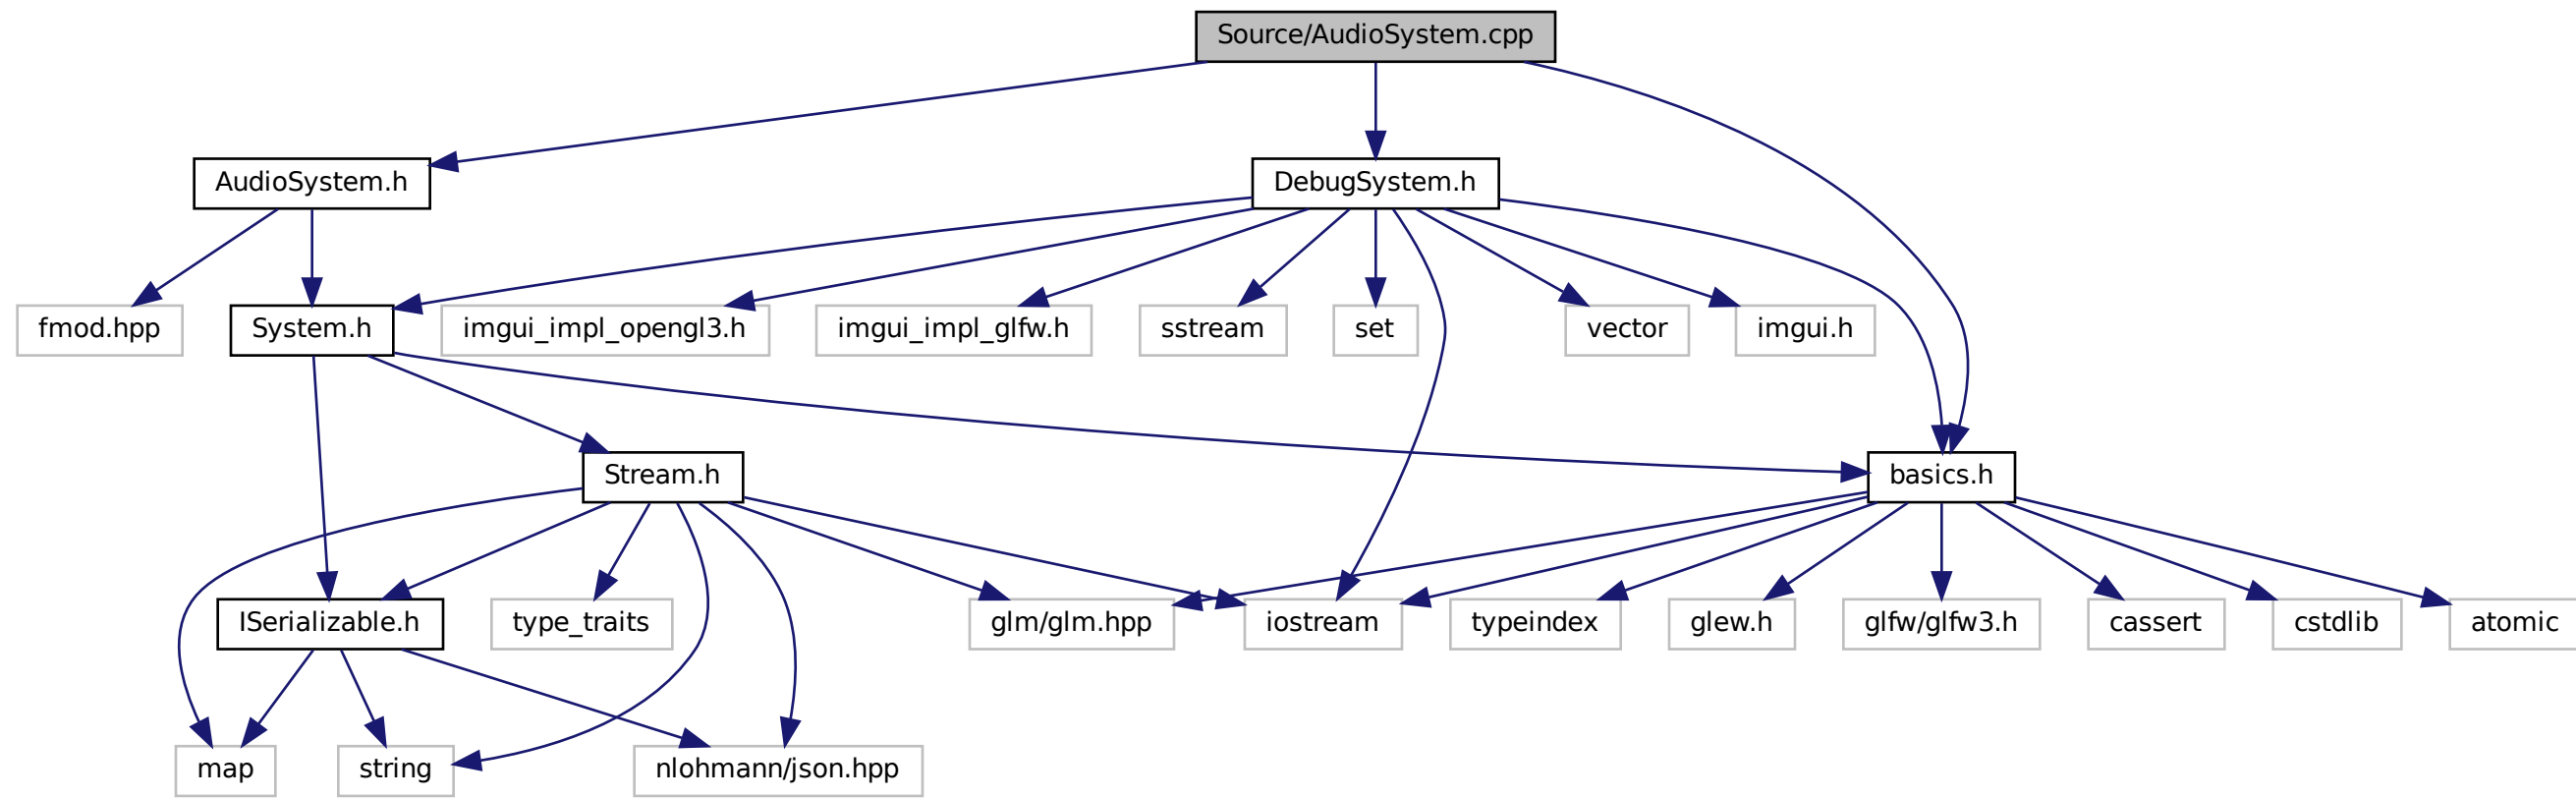 Source/AudioSystem.cpp
AudioSystem.h
DebugSystem.h
fmod.hpp
System.h
imgui_impl_opengl3.h
imgui_impl_glfw.h
sstream
set
vector
imgui.h
Stream.h
basics.h
ISerializable.h
type_traits
glm/glm.hpp
iostream
typeindex
glew.h
glfw/glfw3.h
cassert
cstdlib
atomic
map
string
nlohmann/json.hpp